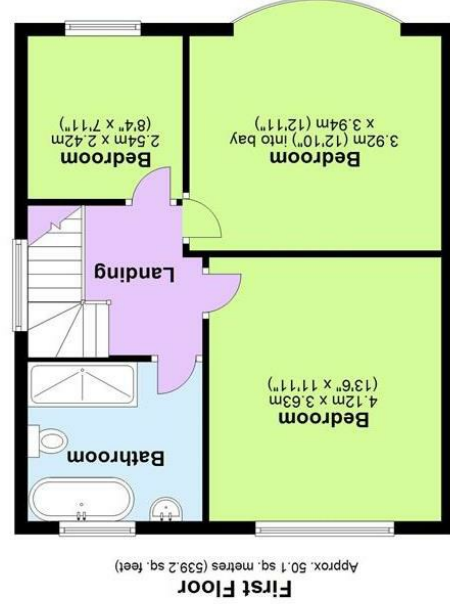 First Floor
Approx. 50.1 sq. metres (539.2 sq. feet)
Bedroom
4.12m x 3.63m
(13'6" x 11'11")
Bathroom
Landing
Bedroom
3.92m (12'10") into bay
x 3.94m (12'11")
Bedroom
2.54m x 2.42m
(8'4" x 7'11")